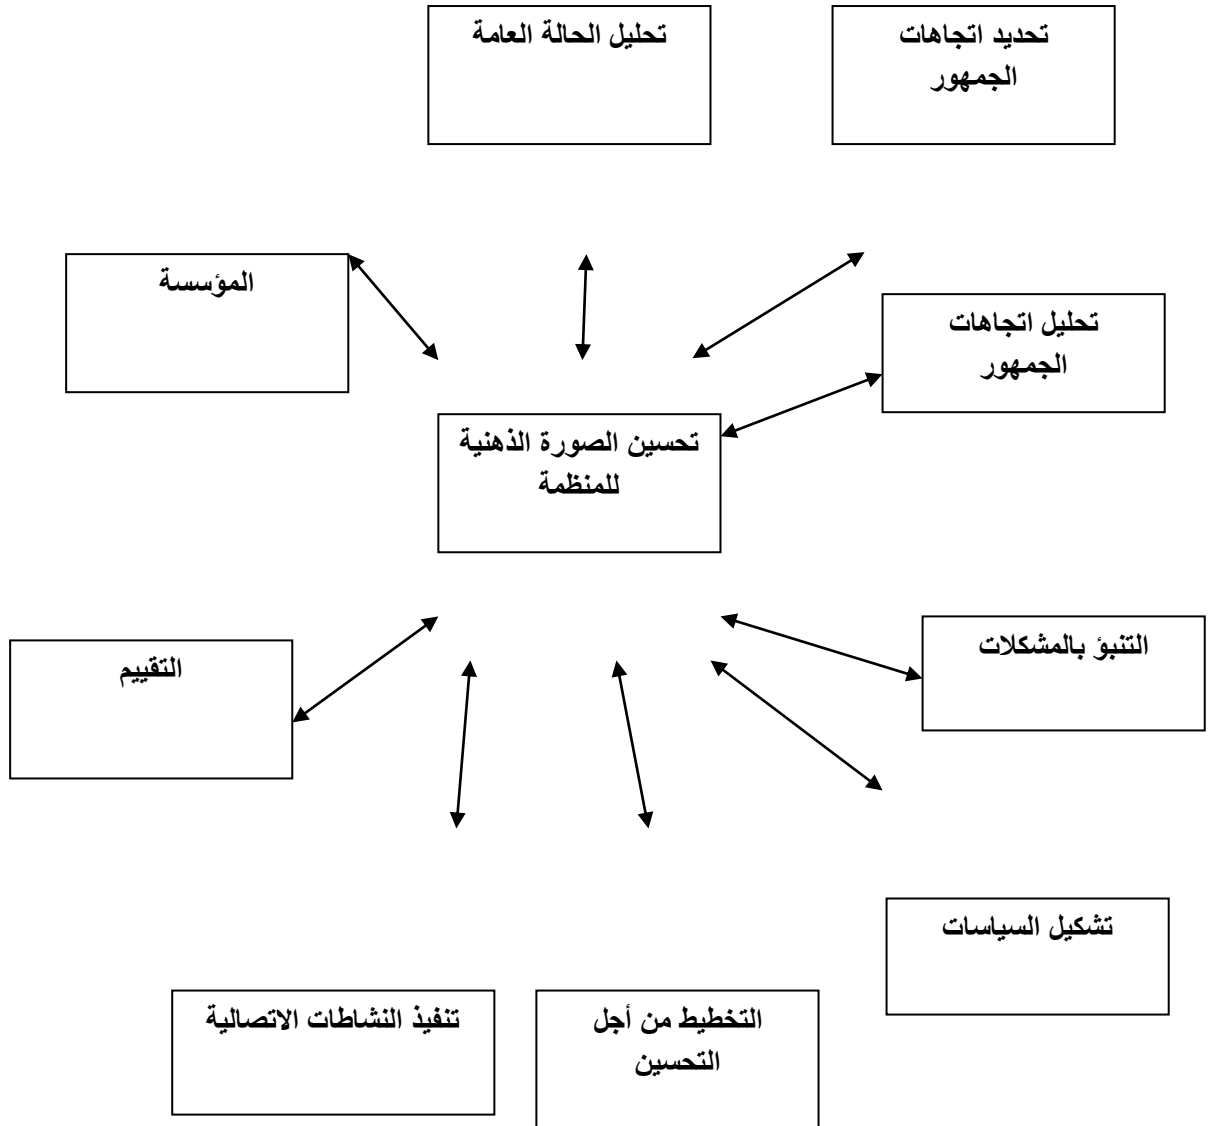 تحديد اتجاهات
الجمهور
تحليل الحالة العامة
المؤسسة
تحليل اتجاهات
الجمهور
تحسين الصورة الذهنية
للمنظمة
التنبؤ بالمشكلات
التقييم
تشكيل السياسات
التخطيط من أجل
التحسين
تنفيذ النشاطات الاتصالية